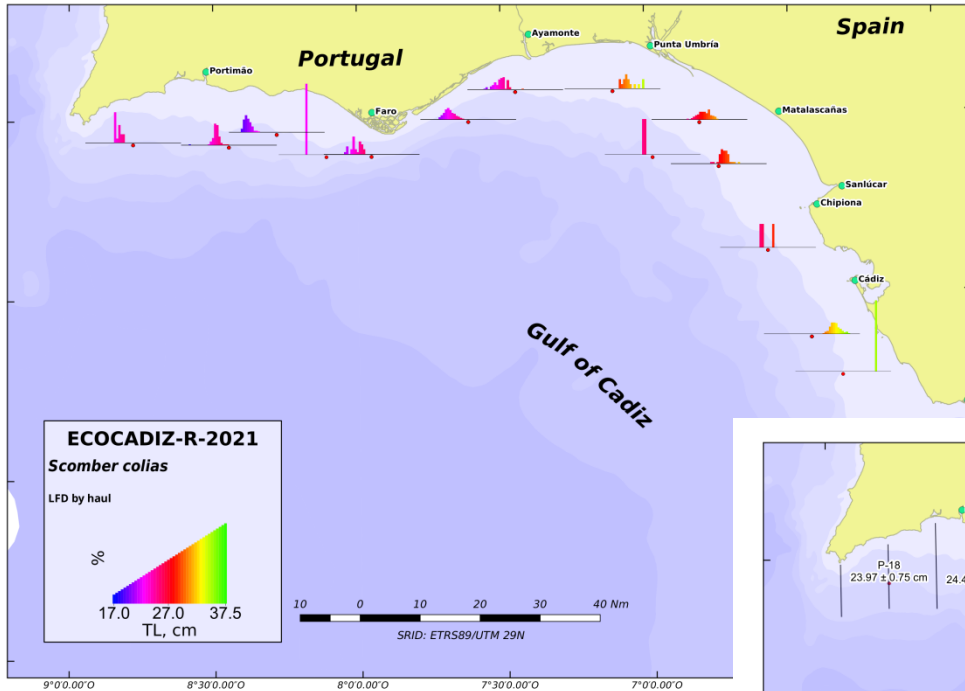 Spain
Ayamonte
Punta Umbría
Portugal
Portimão
Faro
Matalascañas
Sanlúcar
Chipiona
Cádiz
Gulf of Cadiz
ECOCADIZ-R-2021
Scomber colias
LFD by haul
%
17.0 27.0 37.5
TL, cm
10 0 10 20 30 40 Nm
SRID: ETRS89/UTM 29N
P-18
23.97 ± 0.75 cm
24.4
9°0'0.00"O 8°30'0.00"O 8°0'0.00"O 7°30'0.00"O 7°0'0.00"O